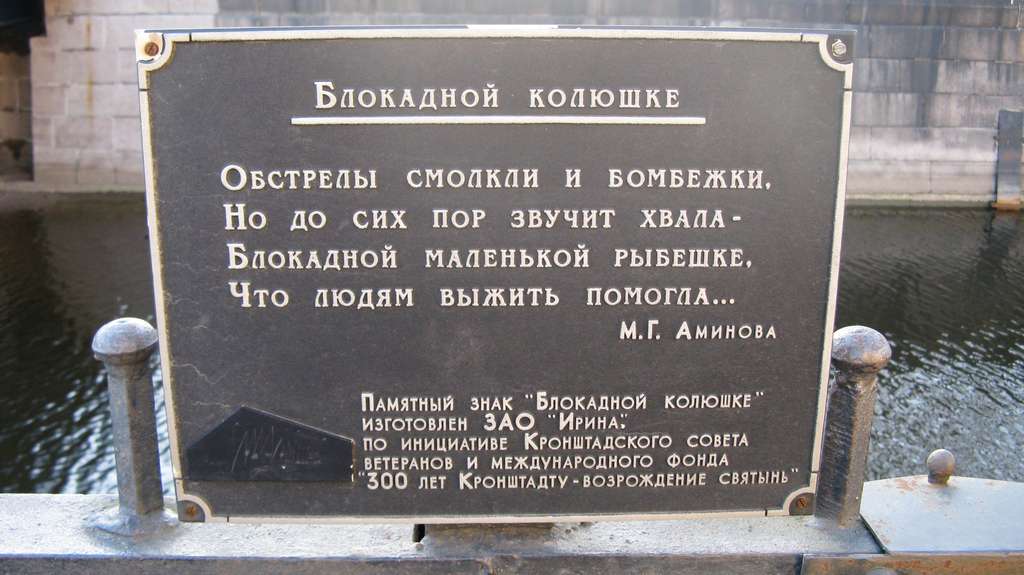 Блокадной колюшке
Обстрелы смолкли и бомбежки,
Но до сих пор звучит хвала-
Блокадной маленькой рыбешке,
Что людям выжить помогла...
М.Г. Аминова
Памятный знак "Блокадной колюшке"
изготовлен ЗАО "Ирина";
по инициативе Кронштадского совета
ветеранов и международного фонда
"300 лет Кронштадту-возрождение святынь"